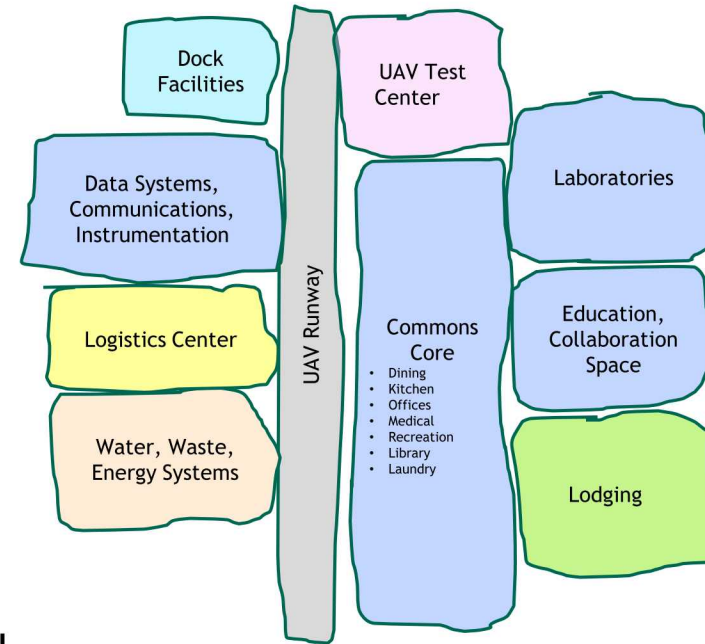 Dock
Facilities
UAV Test
Center
Data Systems,
Communications,
Instrumentation
Laboratories
Logistics Center
UAV Runway
Commons
Core
• Dining
• Kitchen
• Offices
• Medical
• Recreation
• Library
• Laundry
Education,
Collaboration
Space
Water, Waste,
Energy Systems
Lodging